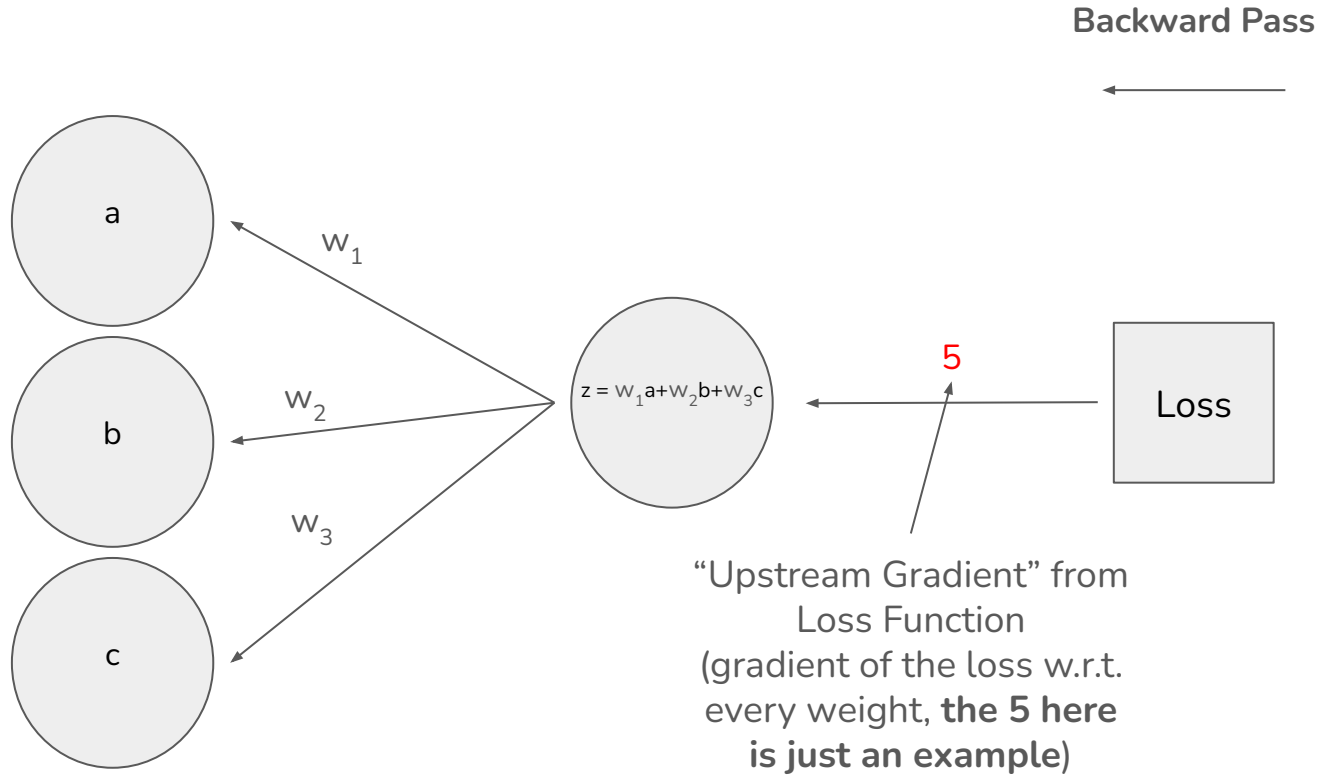 Backward Pass
a
w₁
5
z = w₁a+w₂b+w₃c
Loss
w₂
b
w₃
“Upstream Gradient” from
Loss Function
(gradient of the loss w.r.t.
every weight, the 5 here
is just an example)
c